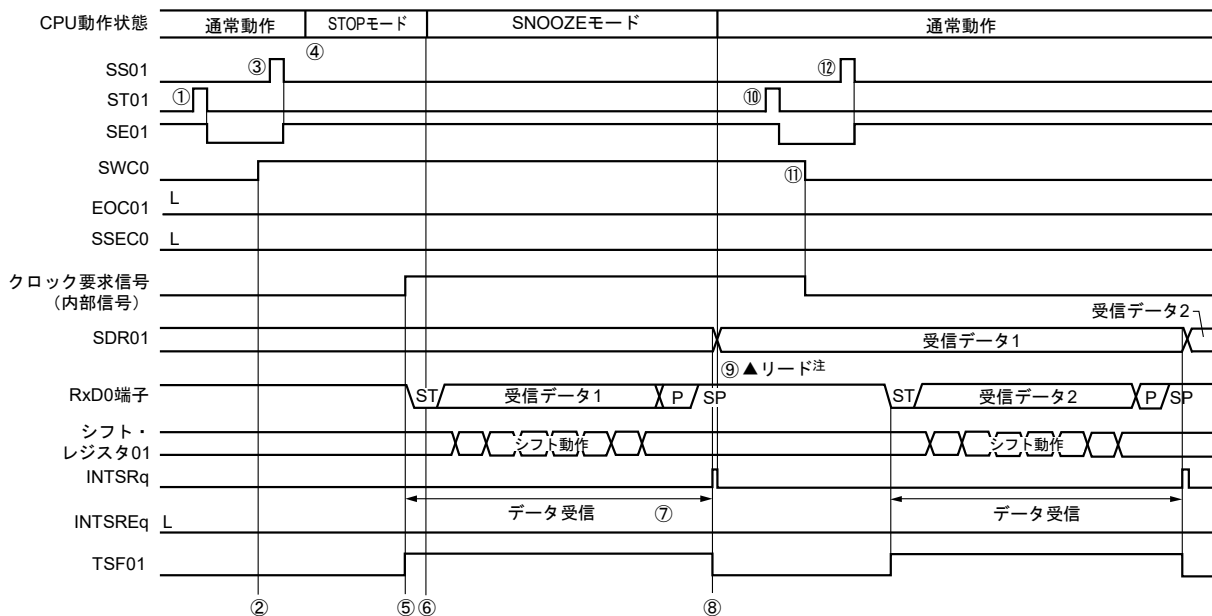 CPU動作状態 通常動作 STOPモード SNOOZEモード 通常動作
④
SS01 ③ ⑫
ST01 ① ⑩
SE01
SWC0 ⑪
EOC01 L
SSEC0 L
クロック要求信号
(内部信号)
受信データ2
SDR01 受信データ1
⑨▲リード注
RxD0端子 ST 受信データ1 P SP ST 受信データ2 P SP
シフト・
レジスタ01 シフト動作 シフト動作
INTSRq
データ受信 ⑦ データ受信
INTSREq L
TSF01
② ⑤⑥ ⑧